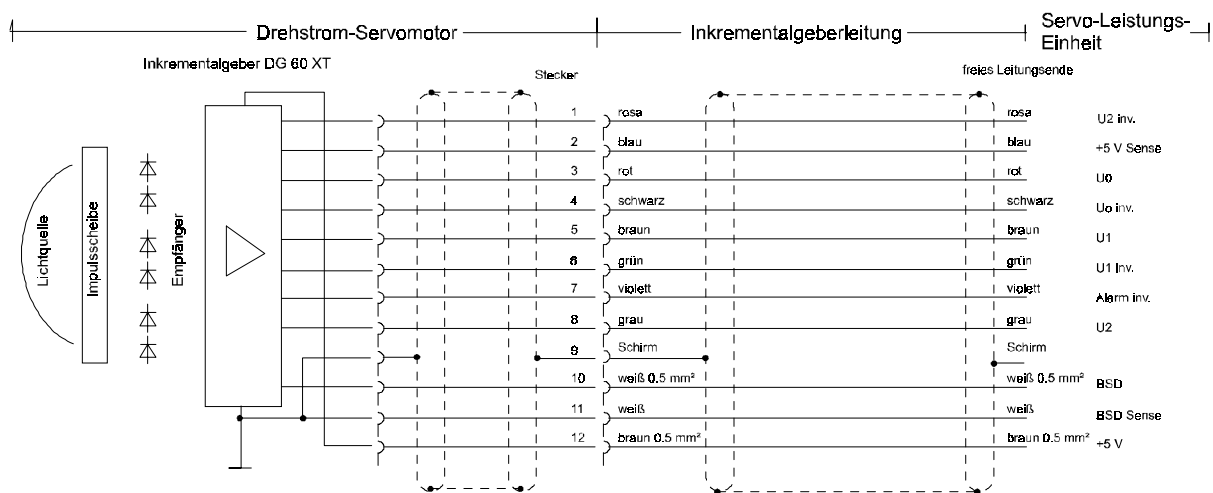 Drehstrom-Servomotor
Inkrementalgeberleitung
Servo-Leistungs-
Einheit
Inkrementalgeber DG 60 XT
Stecker
freies Leitungsende
Lichtquelle
Impulsscheibe
Empfänger
1 rosa rosa U2 inv.
2 blau blau +5 V Sense
3 rot rot U0
4 schwarz schwarz Uo inv.
5 braun braun U1
6 grün grün U1 Inv.
7 violett violett Alarm inv.
8 grau grau U2
9 Schirm Schirm
10 weiß 0.5 mm² weiß 0.5 mm² BSD
11 weiß weiß BSD Sense
12 braun 0.5 mm² braun 0.5 mm² +5 V